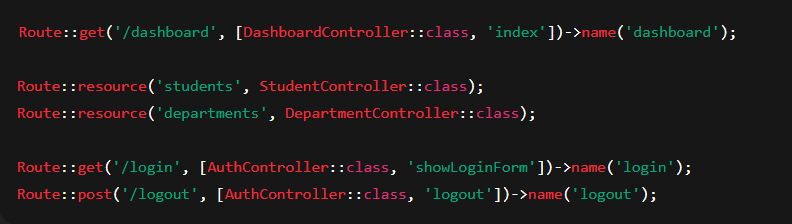 Route::get('/dashboard', [DashboardController::class, 'index'])->name('dashboard');
Route::resource('students', StudentController::class);
Route::resource('departments', DepartmentController::class);
Route::get('/login', [AuthController::class, 'showLoginForm'])->name('login');
Route::post('/logout', [AuthController::class, 'logout'])->name('logout');